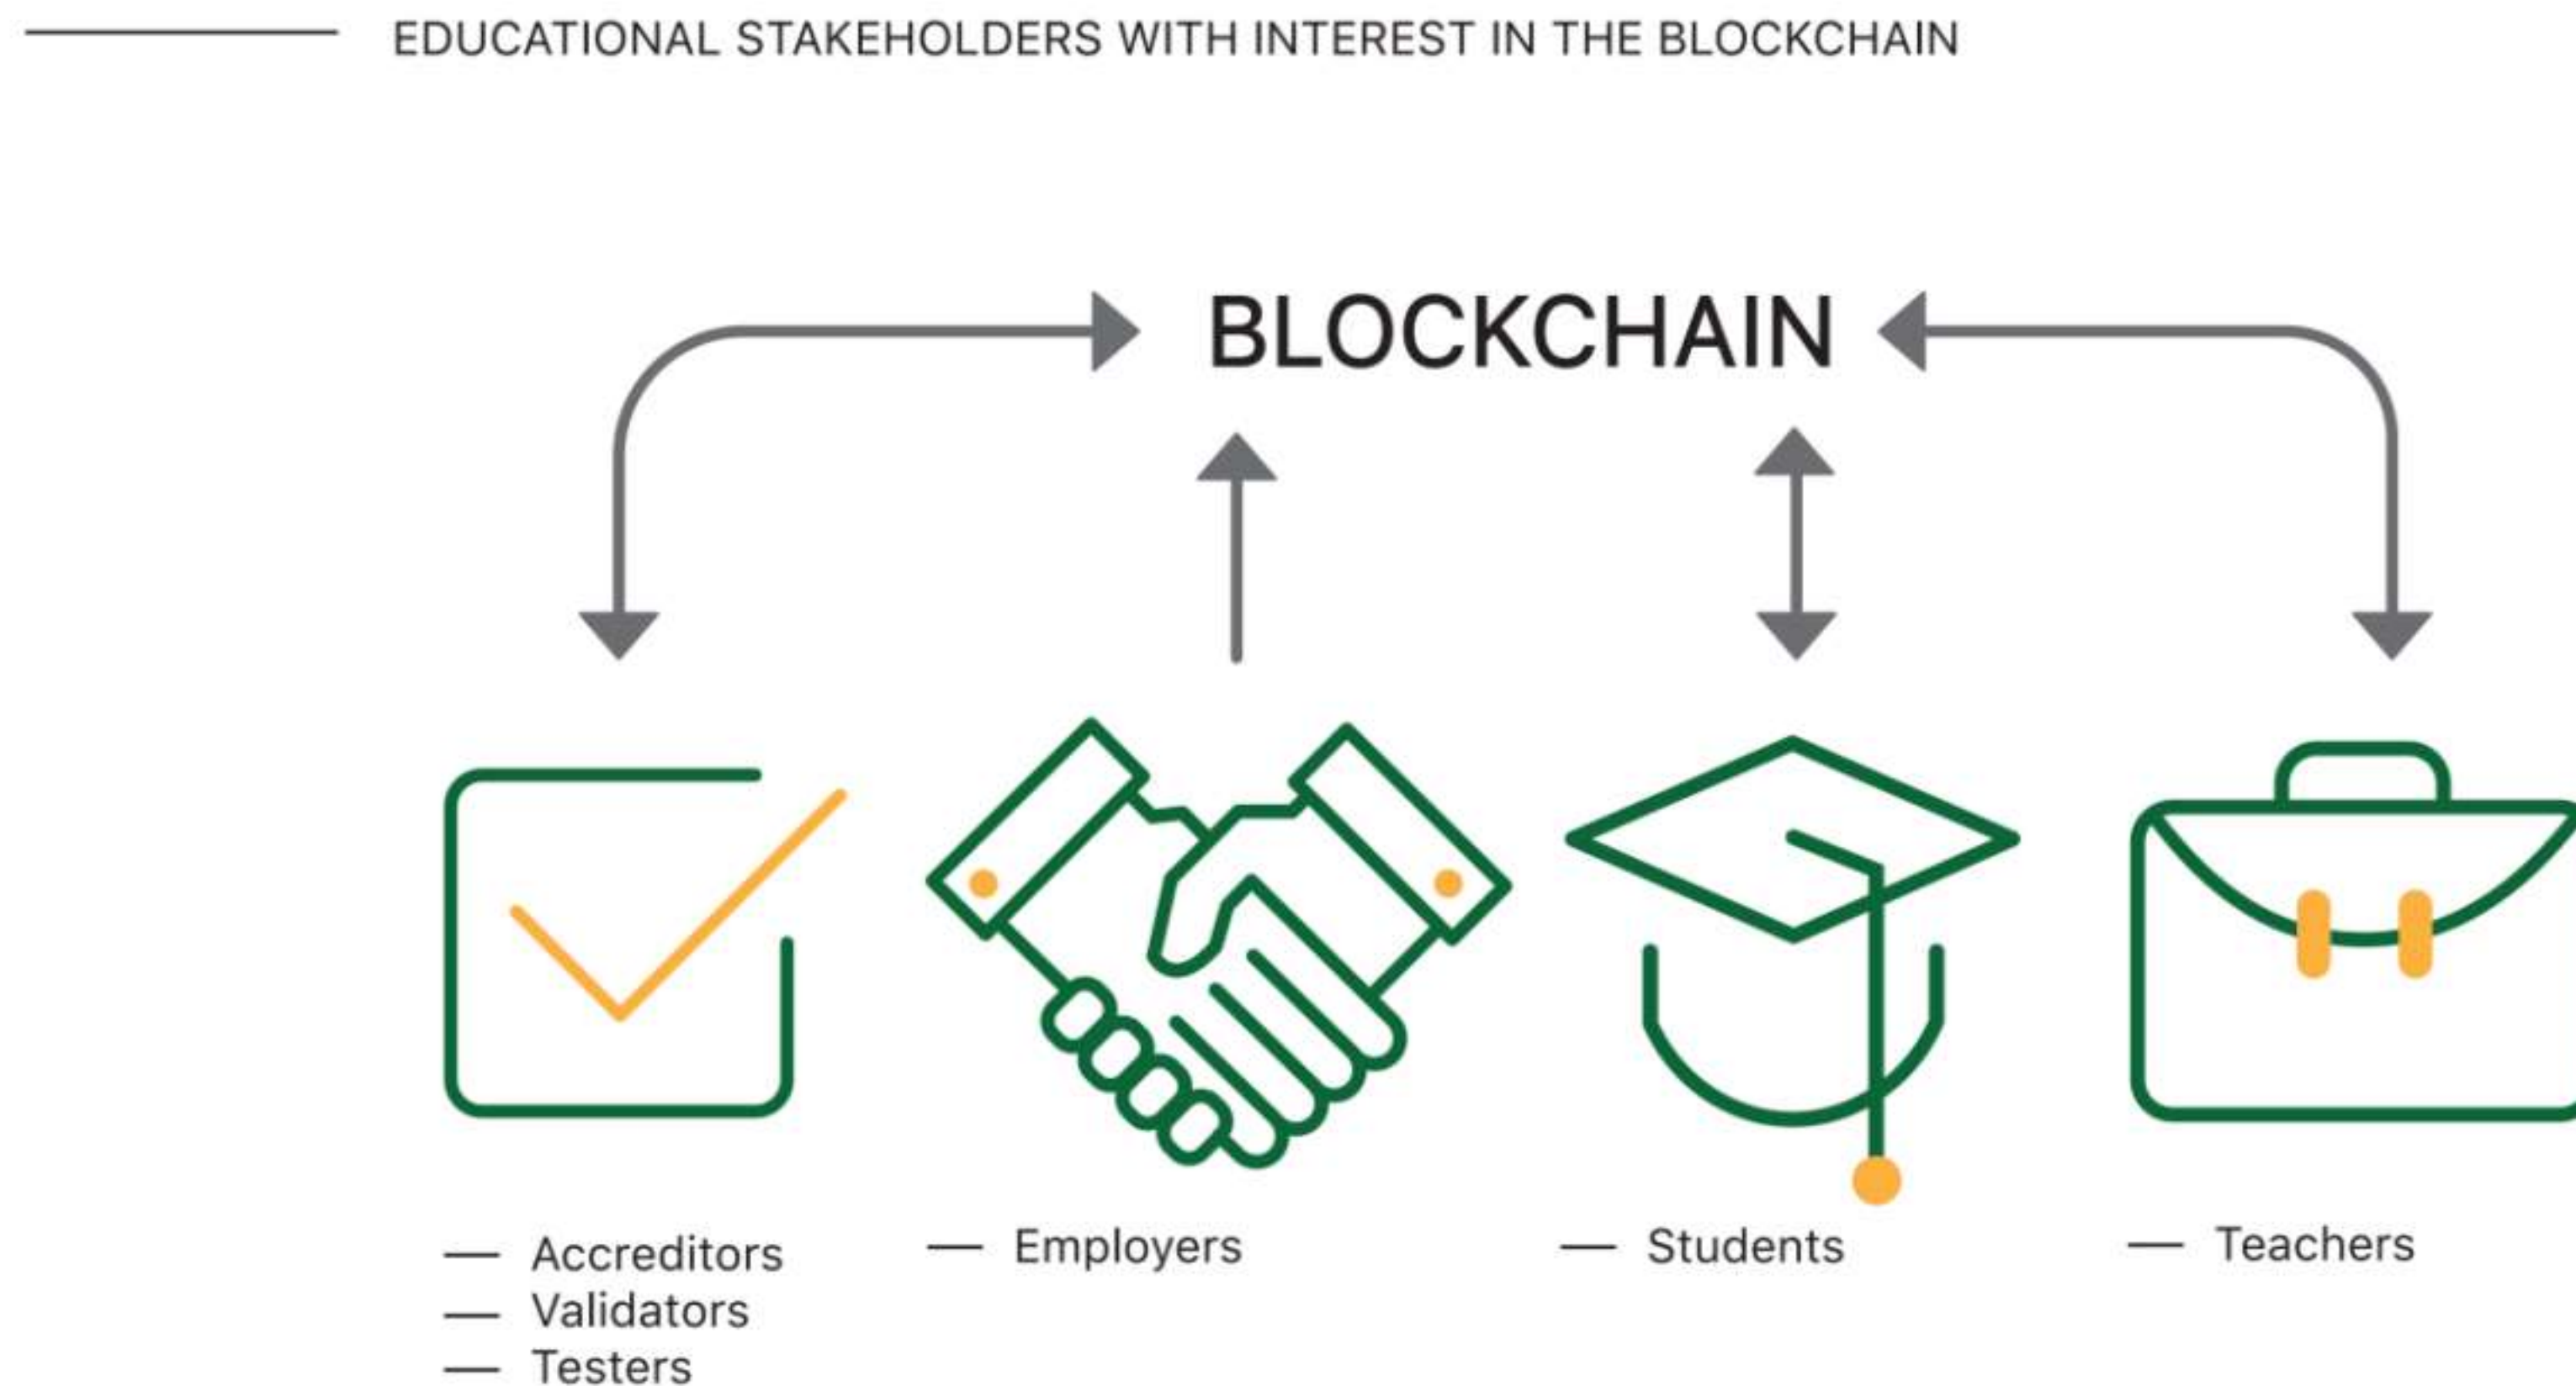 EDUCATIONAL STAKEHOLDERS WITH INTEREST IN THE BLOCKCHAIN
BLOCKCHAIN
— Accreditors
— Validators
— Testers
— Employers
— Students
— Teachers